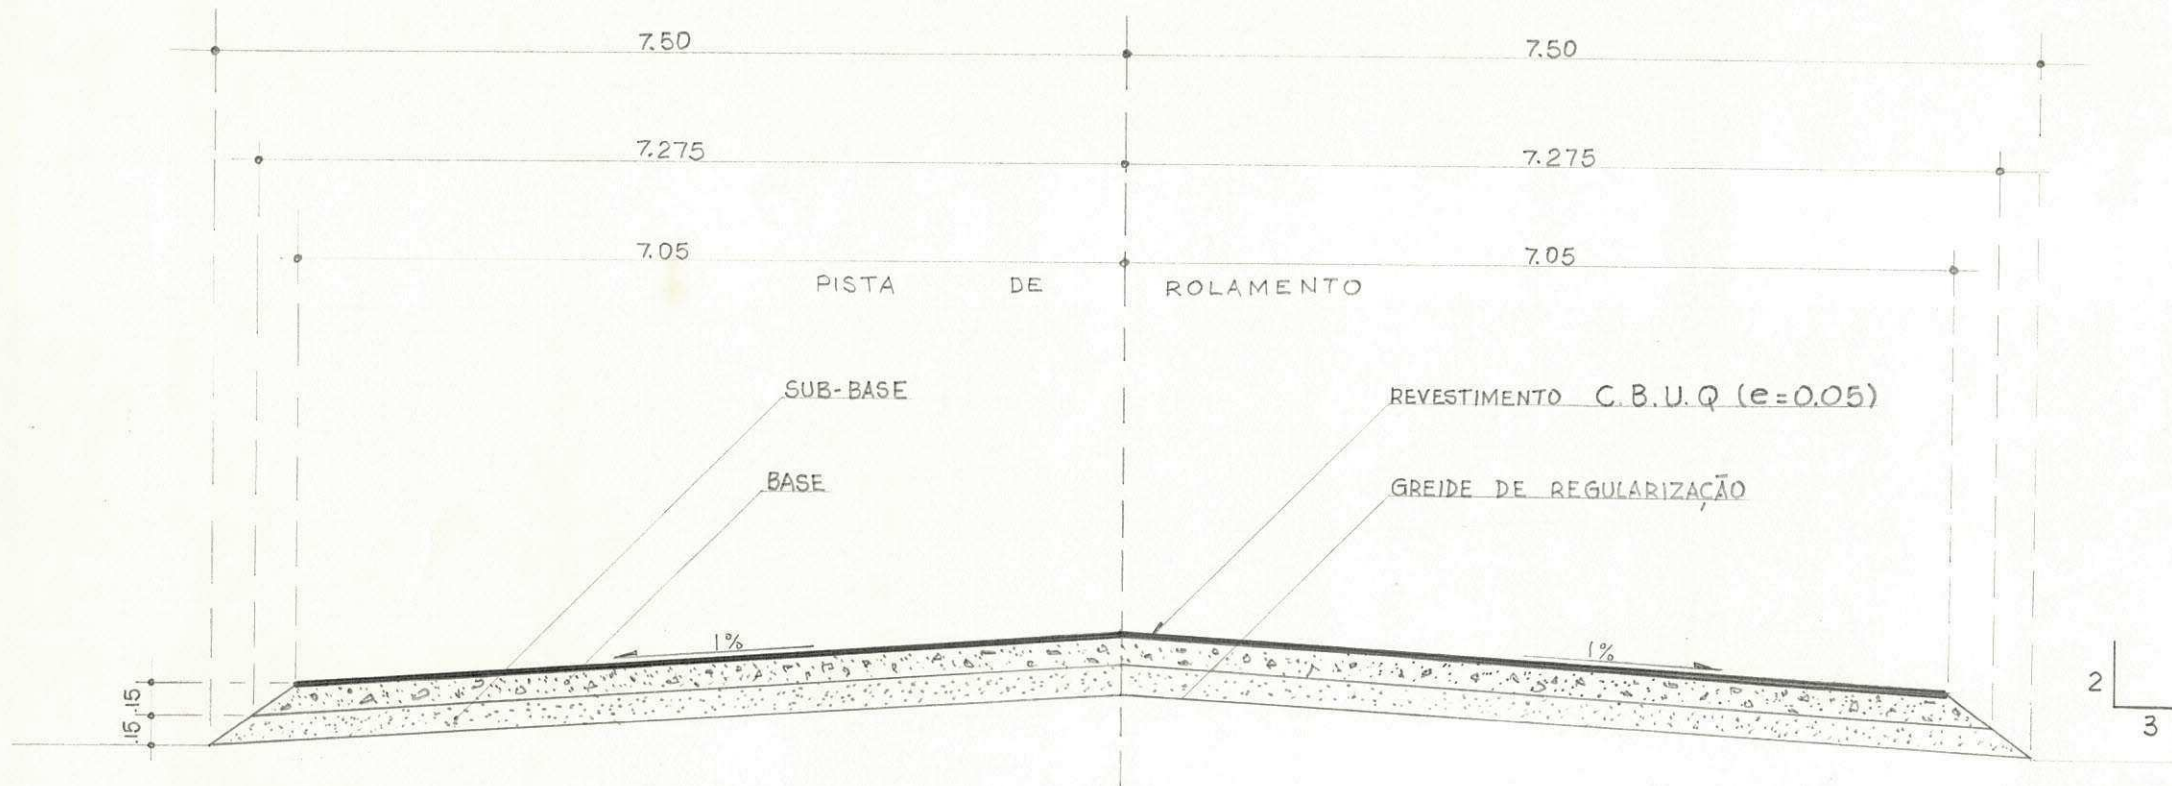 7.50 7.50
7.275 7.275
7.05 7.05
PISTA DE ROLAMENTO
SUB-BASE
REVESTIMENTO C.B.U.Q (e=0.05)
BASE
GREIDE DE REGULARIZAÇÃO
1% 1%
.15
.15
2
3